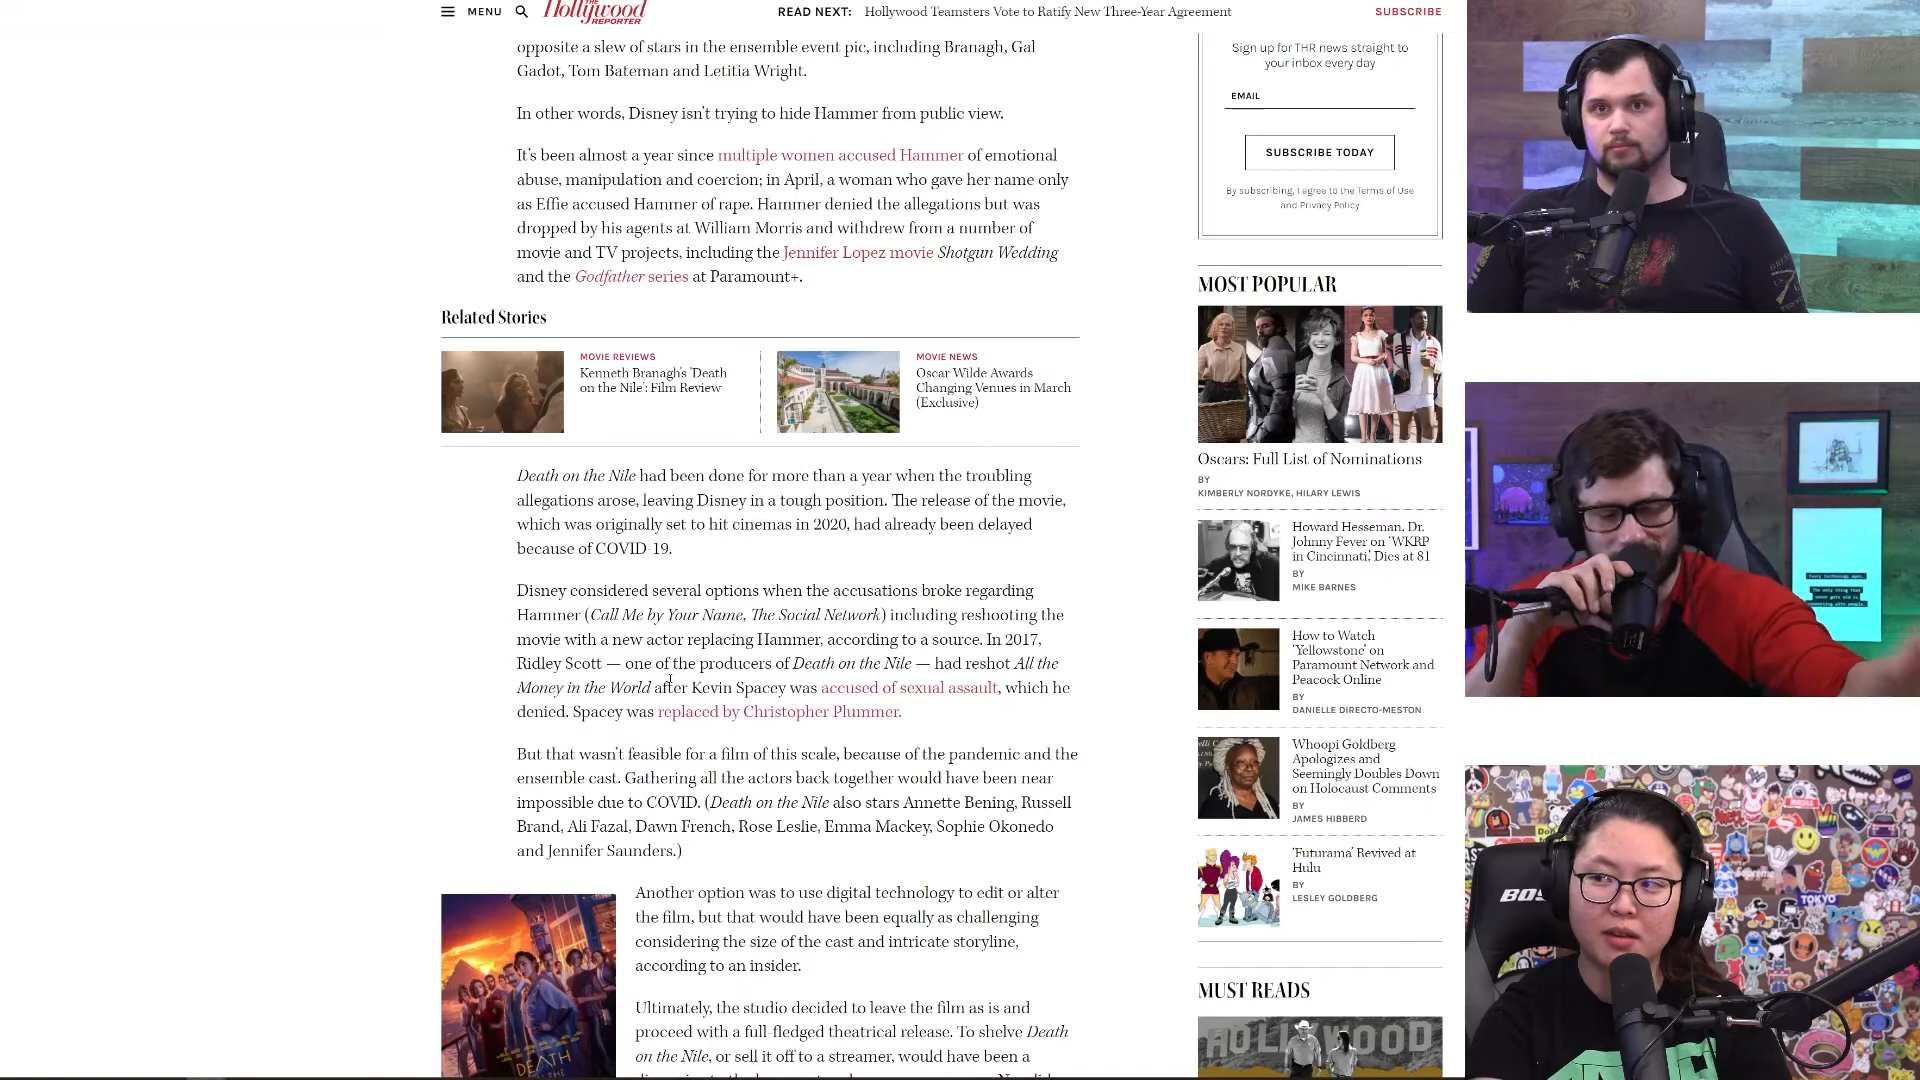 MENU
THE
Hollywood
REPORTER
READ NEXT: Hollywood Teamsters Vote to Ratify New Three-Year Agreement
SUBSCRIBE
opposite a slew of stars in the ensemble event pic, including Branagh, Gal
Gadot, Tom Bateman and Letitia Wright.
In other words, Disney isn't trying to hide Hammer from public view.
It's been almost a year since multiple women accused Hammer of emotional
abuse, manipulation and coercion; in April, a woman who gave her name only
as Effie accused Hammer of rape. Hammer denied the allegations but was
dropped by his agents at William Morris and withdrew from a number of
movie and TV projects, including the Jennifer Lopez movie Shotgun Wedding
and the Godfather series at Paramount+.
Related Stories
MOVIE REVIEWS
Kenneth Branagh's 'Death
on the Nile': Film Review
MOVIE NEWS
Oscar Wilde Awards
Changing Venues in March
(Exclusive)
Death on the Nile had been done for more than a year when the troubling
allegations arose, leaving Disney in a tough position. The release of the movie,
which was originally set to hit cinemas in 2020, had already been delayed
because of COVID-19.
Disney considered several options when the accusations broke regarding
Hammer (Call Me by Your Name, The Social Network) including reshooting the
movie with a new actor replacing Hammer, according to a source. In 2017,
Ridley Scott — one of the producers of Death on the Nile — had reshot All the
Money in the World after Kevin Spacey was accused of sexual assault, which he
denied. Spacey was replaced by Christopher Plummer.
But that wasn't feasible for a film of this scale, because of the pandemic and the
ensemble cast. Gathering all the actors back together would have been near
impossible due to COVID. (Death on the Nile also stars Annette Bening, Russell
Brand, Ali Fazal, Dawn French, Rose Leslie, Emma Mackey, Sophie Okonedo
and Jennifer Saunders.)
Another option was to use digital technology to edit or alter
the film, but that would have been equally as challenging
considering the size of the cast and intricate storyline,
according to an insider.
Ultimately, the studio decided to leave the film as is and
proceed with a full-fledged theatrical release. To shelve Death
on the Nile, or sell it off to a streamer, would have been a
DEATH
Sign up for THR news straight to
your inbox every day
EMAIL
SUBSCRIBE TODAY
By subscribing, I agree to the Terms of Use
and Privacy Policy
MOST POPULAR
Oscars: Full List of Nominations
BY
KIMBERLY NORDYKE, HILARY LEWIS
Howard Hesseman, Dr.
Johnny Fever on 'WKRP
in Cincinnati,' Dies at 81
BY
MIKE BARNES
How to Watch
'Yellowstone' on
Paramount Network and
Peacock Online
BY
DANIELLE DIRECTO-MESTON
Whoopi Goldberg
Apologizes and
Seemingly Doubles Down
on Holocaust Comments
BY
JAMES HIBBERD
'Futurama' Revived at
Hulu
BY
LESLEY GOLDBERG
MUST READS
HOLLYWOOD
TOKYO